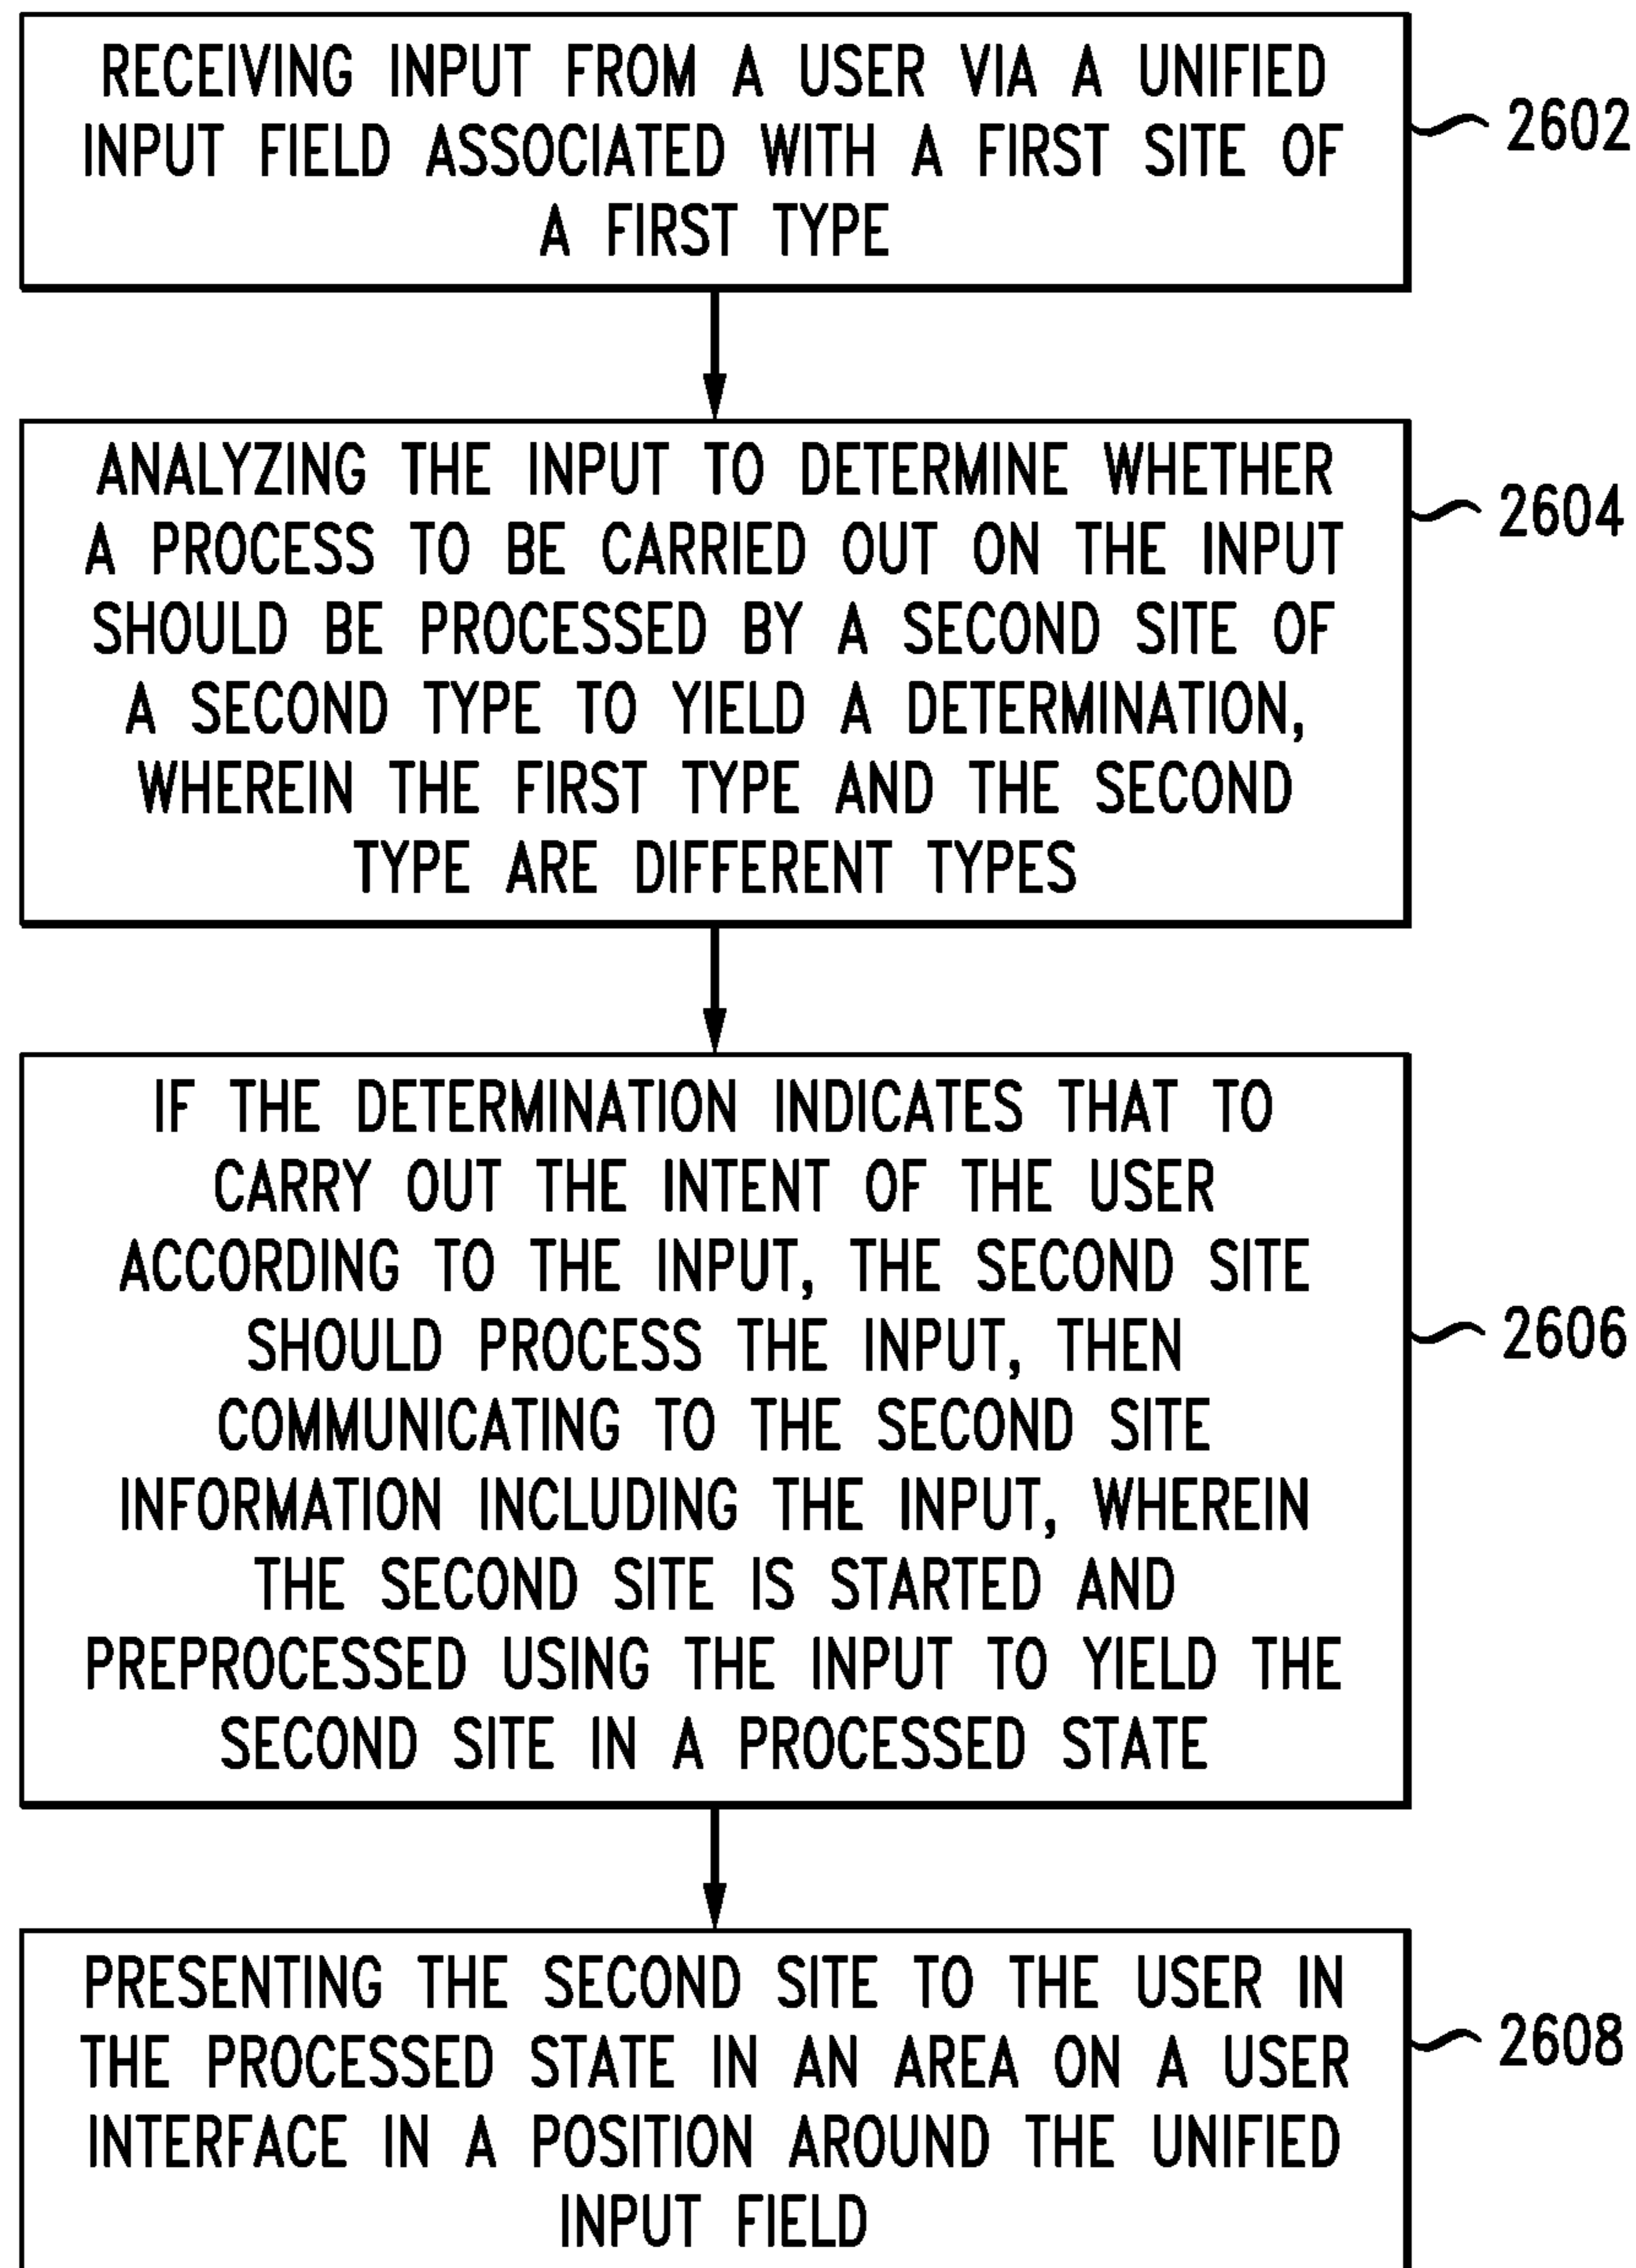 RECEIVING INPUT FROM A USER VIA A UNIFIED
INPUT FIELD ASSOCIATED WITH A FIRST SITE OF
A FIRST TYPE
2602
ANALYZING THE INPUT TO DETERMINE WHETHER
A PROCESS TO BE CARRIED OUT ON THE INPUT
SHOULD BE PROCESSED BY A SECOND SITE OF
A SECOND TYPE TO YIELD A DETERMINATION,
WHEREIN THE FIRST TYPE AND THE SECOND
TYPE ARE DIFFERENT TYPES
2604
IF THE DETERMINATION INDICATES THAT TO
CARRY OUT THE INTENT OF THE USER
ACCORDING TO THE INPUT, THE SECOND SITE
SHOULD PROCESS THE INPUT, THEN
COMMUNICATING TO THE SECOND SITE
INFORMATION INCLUDING THE INPUT, WHEREIN
THE SECOND SITE IS STARTED AND
PREPROCESSED USING THE INPUT TO YIELD THE
SECOND SITE IN A PROCESSED STATE
2606
PRESENTING THE SECOND SITE TO THE USER IN
THE PROCESSED STATE IN AN AREA ON A USER
INTERFACE IN A POSITION AROUND THE UNIFIED
INPUT FIELD
2608